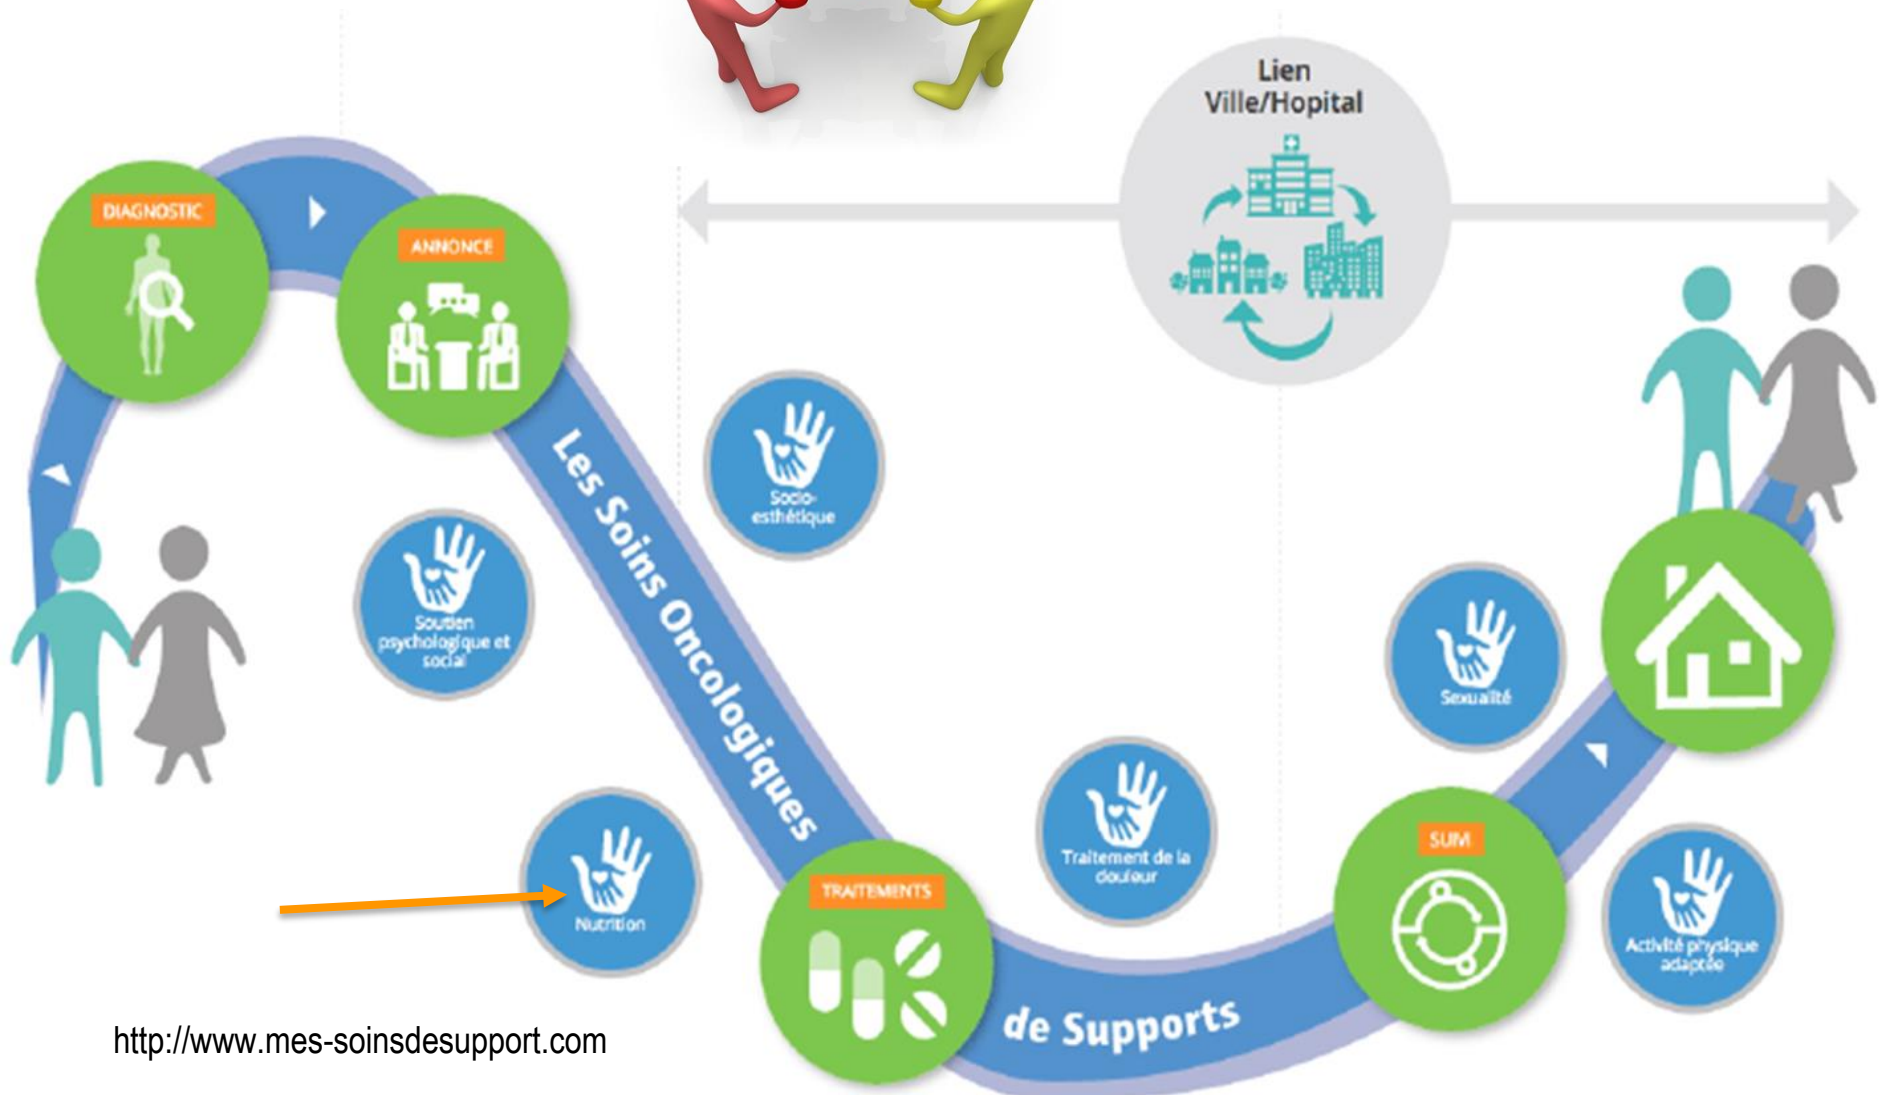 Lien
Ville/Hopital
DIAGNOSTIC
ANNONCE
Socio-
esthétique
Les Soins Oncologiques
Soutien
psychologique et
social
Sexualité
Nutrition
Traitement de la
douleur
SUIVI
TRAITEMENTS
Activité physique
adaptée
de Supports
http://www.mes-soinsdesupport.com